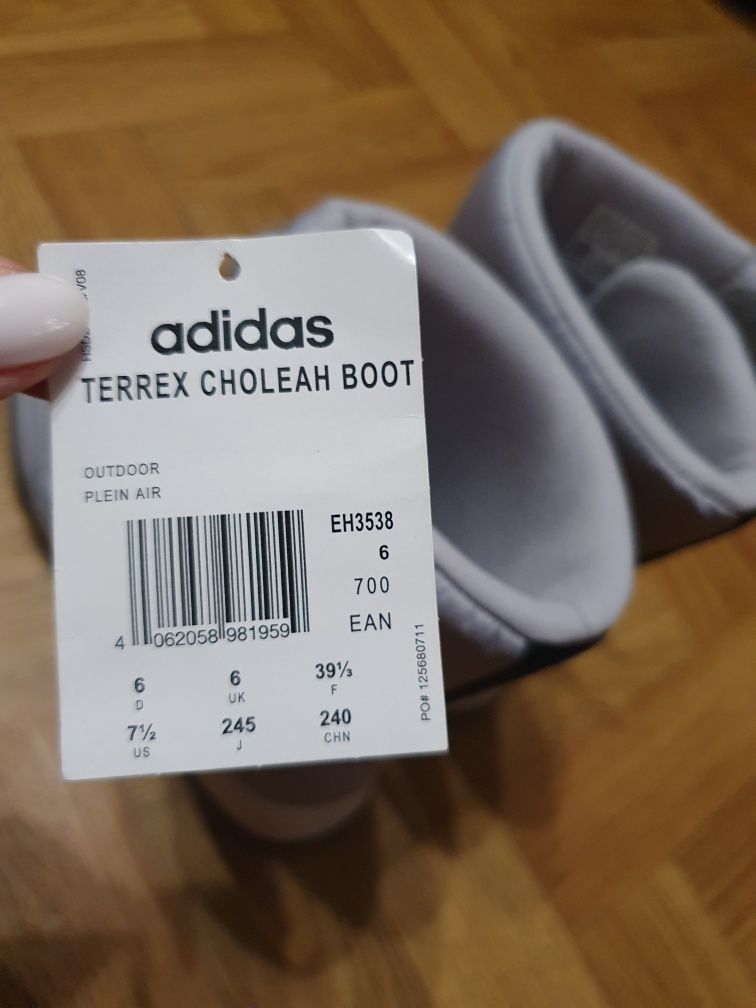 adidas
TERREX CHOLEAH BOOT
OUTDOOR
PLEIN AIR
EH3538
6
700
EAN
4 062058 981959
6 6 39⅓
D UK F
7½ 245 240
US J CHN
PO# 125680711